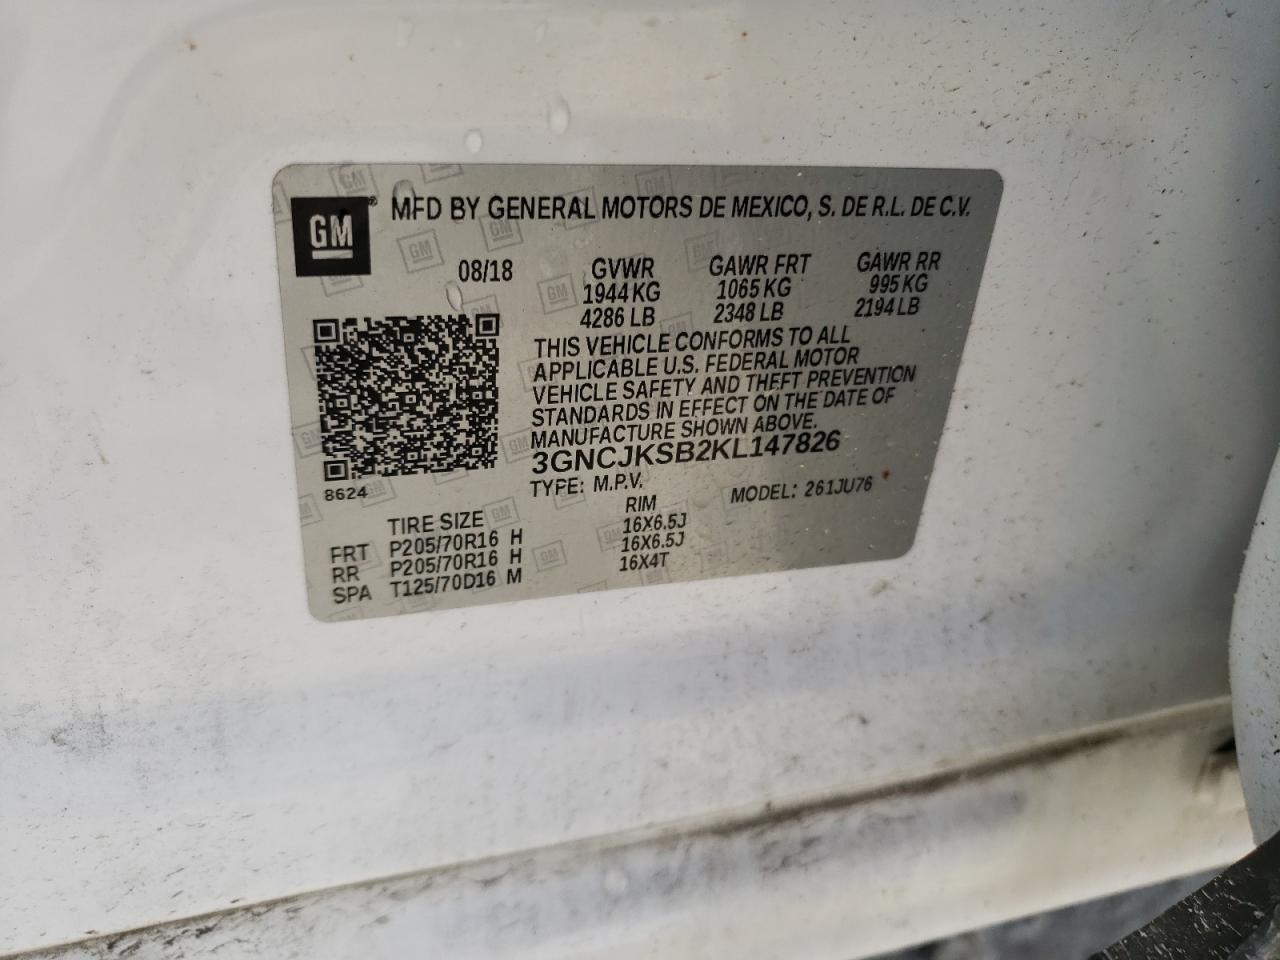 GM® MFD BY GENERAL MOTORS DE MEXICO, S. DE R.L. DE C.V.
08/18 GVWR GAWR FRT GAWR RR
1944 KG 1065 KG 995 KG
4286 LB 2348 LB 2194 LB
THIS VEHICLE CONFORMS TO ALL
APPLICABLE U.S. FEDERAL MOTOR
VEHICLE SAFETY AND THEFT PREVENTION
STANDARDS IN EFFECT ON THE DATE OF
MANUFACTURE SHOWN ABOVE.
3GNCJKSB2KL147826
8624 TYPE: M.P.V. MODEL: 261JU76
TIRE SIZE RIM
FRT P205/70R16 H 16X6.5J
RR P205/70R16 H 16X6.5J
SPA T125/70D16 M 16X4T